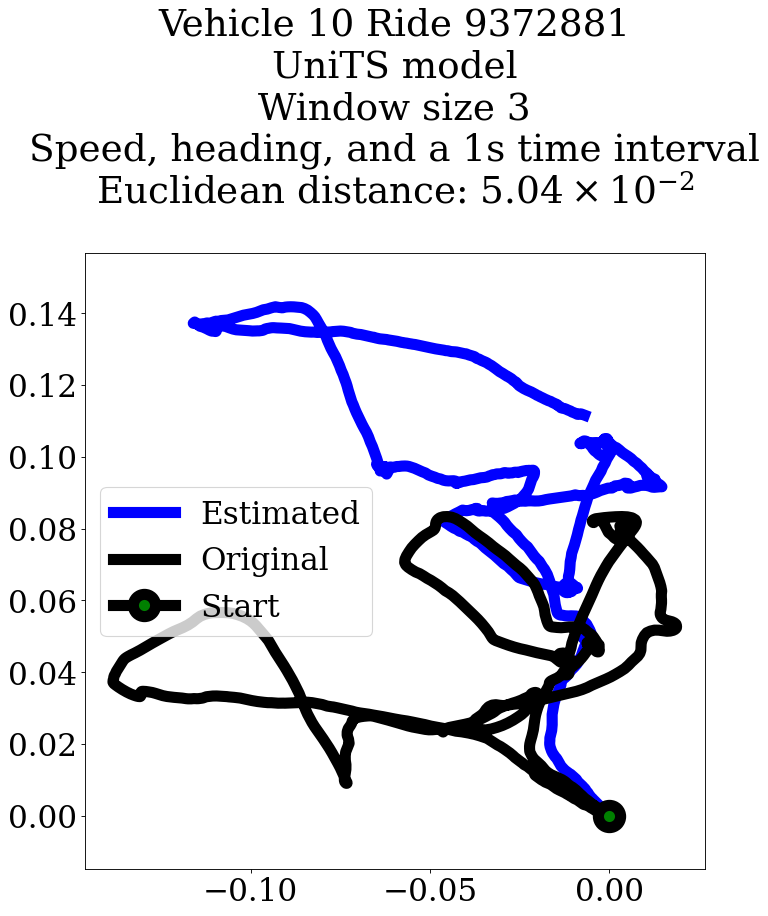 Vehicle 10 Ride 9372881
UniTS model
Window size 3
Speed, heading, and a 1s time interval
Euclidean distance: 5.04 × 10⁻²
0.14
0.12
0.10
0.08
0.06
0.04
0.02
0.00
Estimated
Original
Start
−0.10
−0.05
0.00